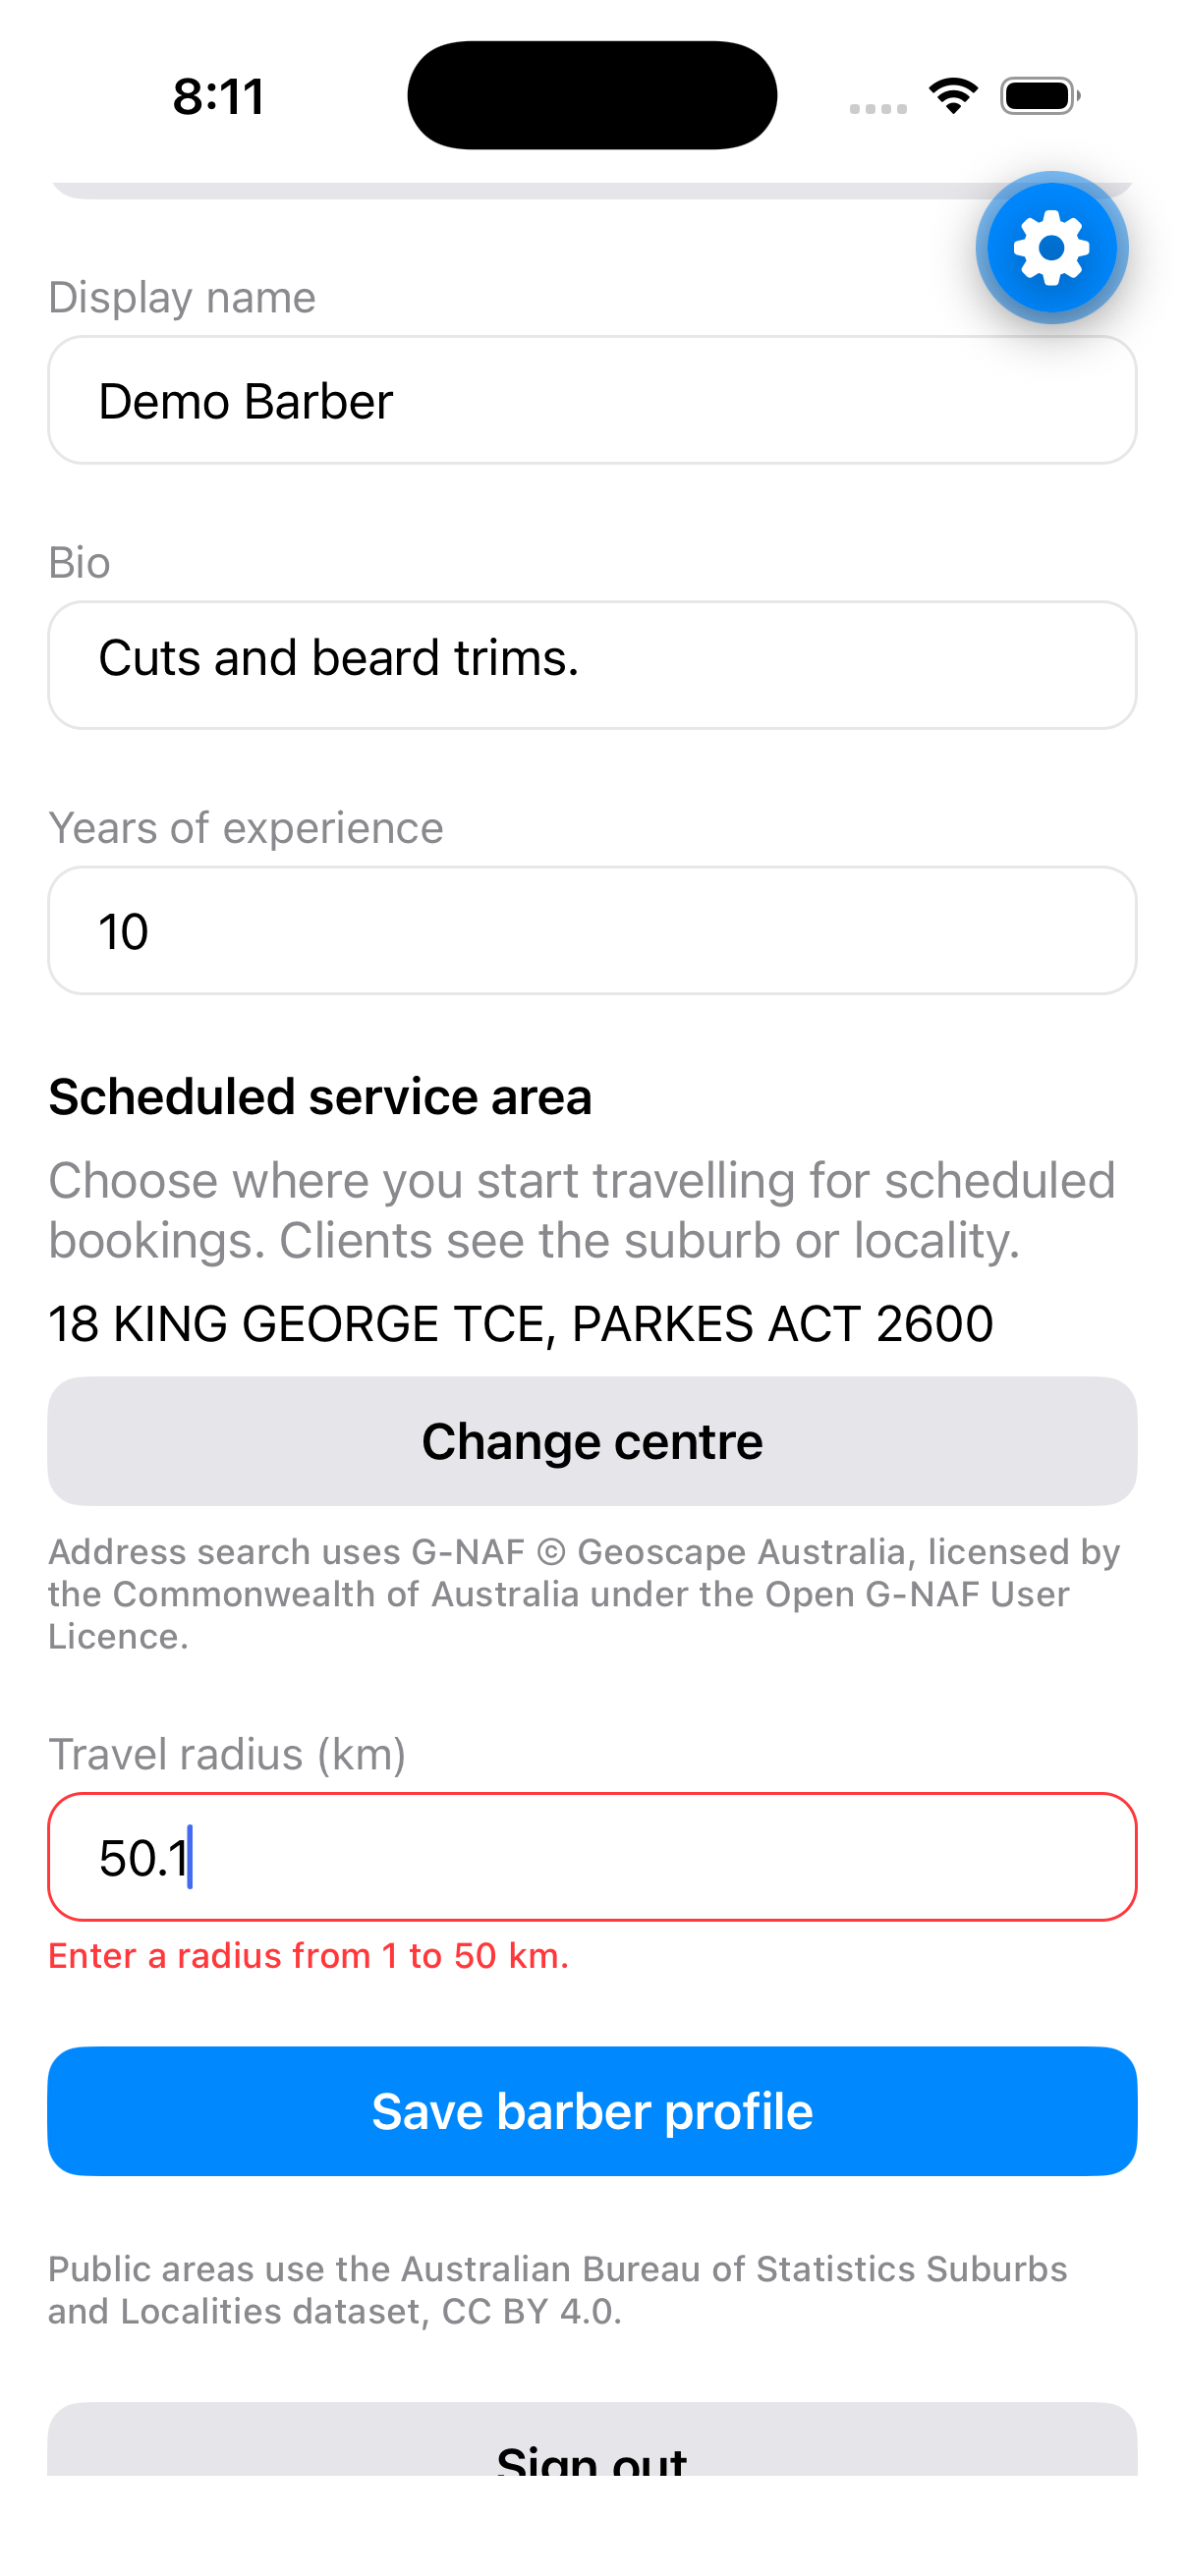 8:11
Display name
Demo Barber
Bio
Cuts and beard trims.
Years of experience
10
Scheduled service area
Choose where you start travelling for scheduled
bookings. Clients see the suburb or locality.
18 KING GEORGE TCE, PARKES ACT 2600
Change centre
Address search uses G-NAF © Geoscape Australia, licensed by
the Commonwealth of Australia under the Open G-NAF User
Licence.
Travel radius (km)
50.1
Enter a radius from 1 to 50 km.
Save barber profile
Public areas use the Australian Bureau of Statistics Suburbs
and Localities dataset, CC BY 4.0.
Sign out